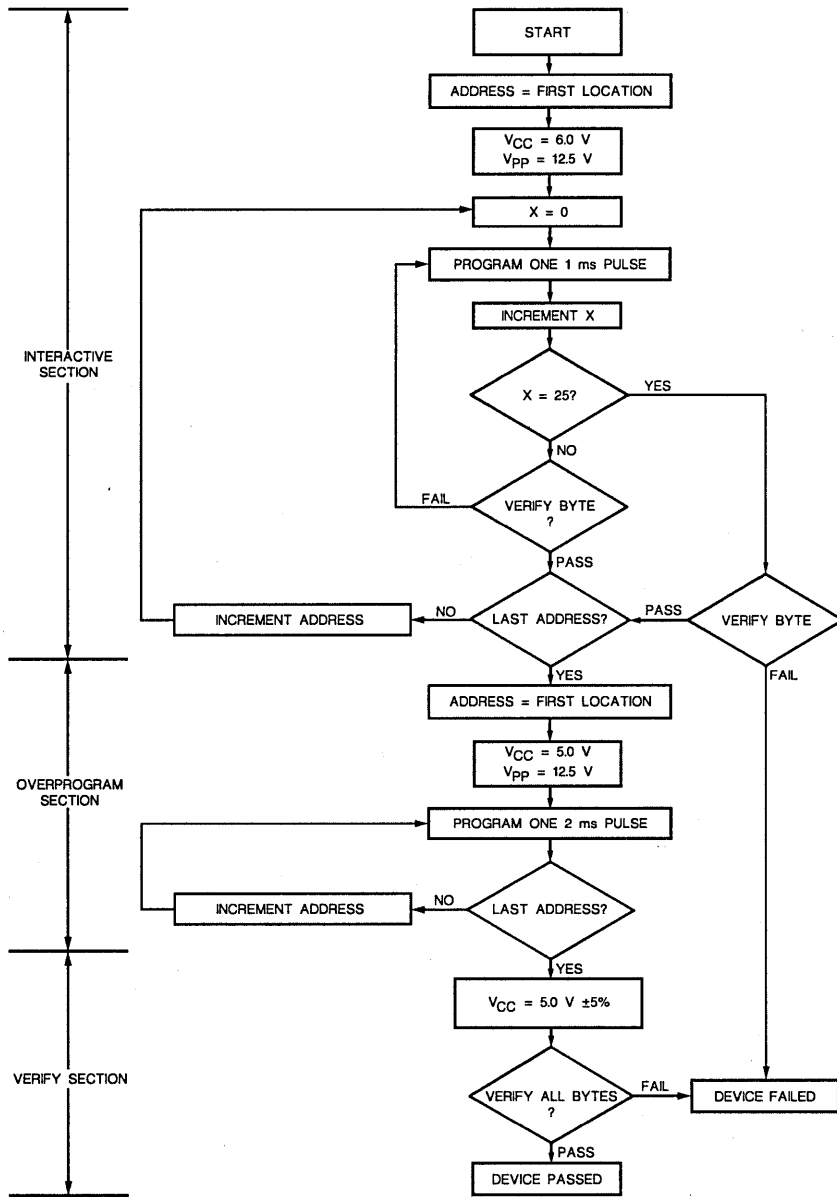 START
ADDRESS = FIRST LOCATION
VCC = 6.0 V
VPP = 12.5 V
X = 0
PROGRAM ONE 1 ms PULSE
INCREMENT X
INTERACTIVE
SECTION
X = 25?
YES
NO
FAIL
VERIFY BYTE
?
PASS
INCREMENT ADDRESS
NO
LAST ADDRESS?
PASS
VERIFY BYTE
YES
FAIL
ADDRESS = FIRST LOCATION
VCC = 5.0 V
VPP = 12.5 V
OVERPROGRAM
SECTION
PROGRAM ONE 2 ms PULSE
INCREMENT ADDRESS
NO
LAST ADDRESS?
YES
VCC = 5.0 V ±5%
VERIFY SECTION
VERIFY ALL BYTES
?
FAIL
DEVICE FAILED
PASS
DEVICE PASSED